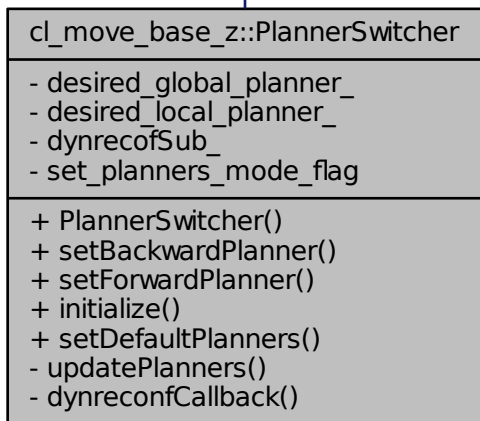 cl_move_base_z::PlannerSwitcher
- desired_global_planner_
- desired_local_planner_
- dynrecofSub_
- set_planners_mode_flag
+ PlannerSwitcher()
+ setBackwardPlanner()
+ setForwardPlanner()
+ initialize()
+ setDefaultPlanners()
- updatePlanners()
- dynreconfCallback()